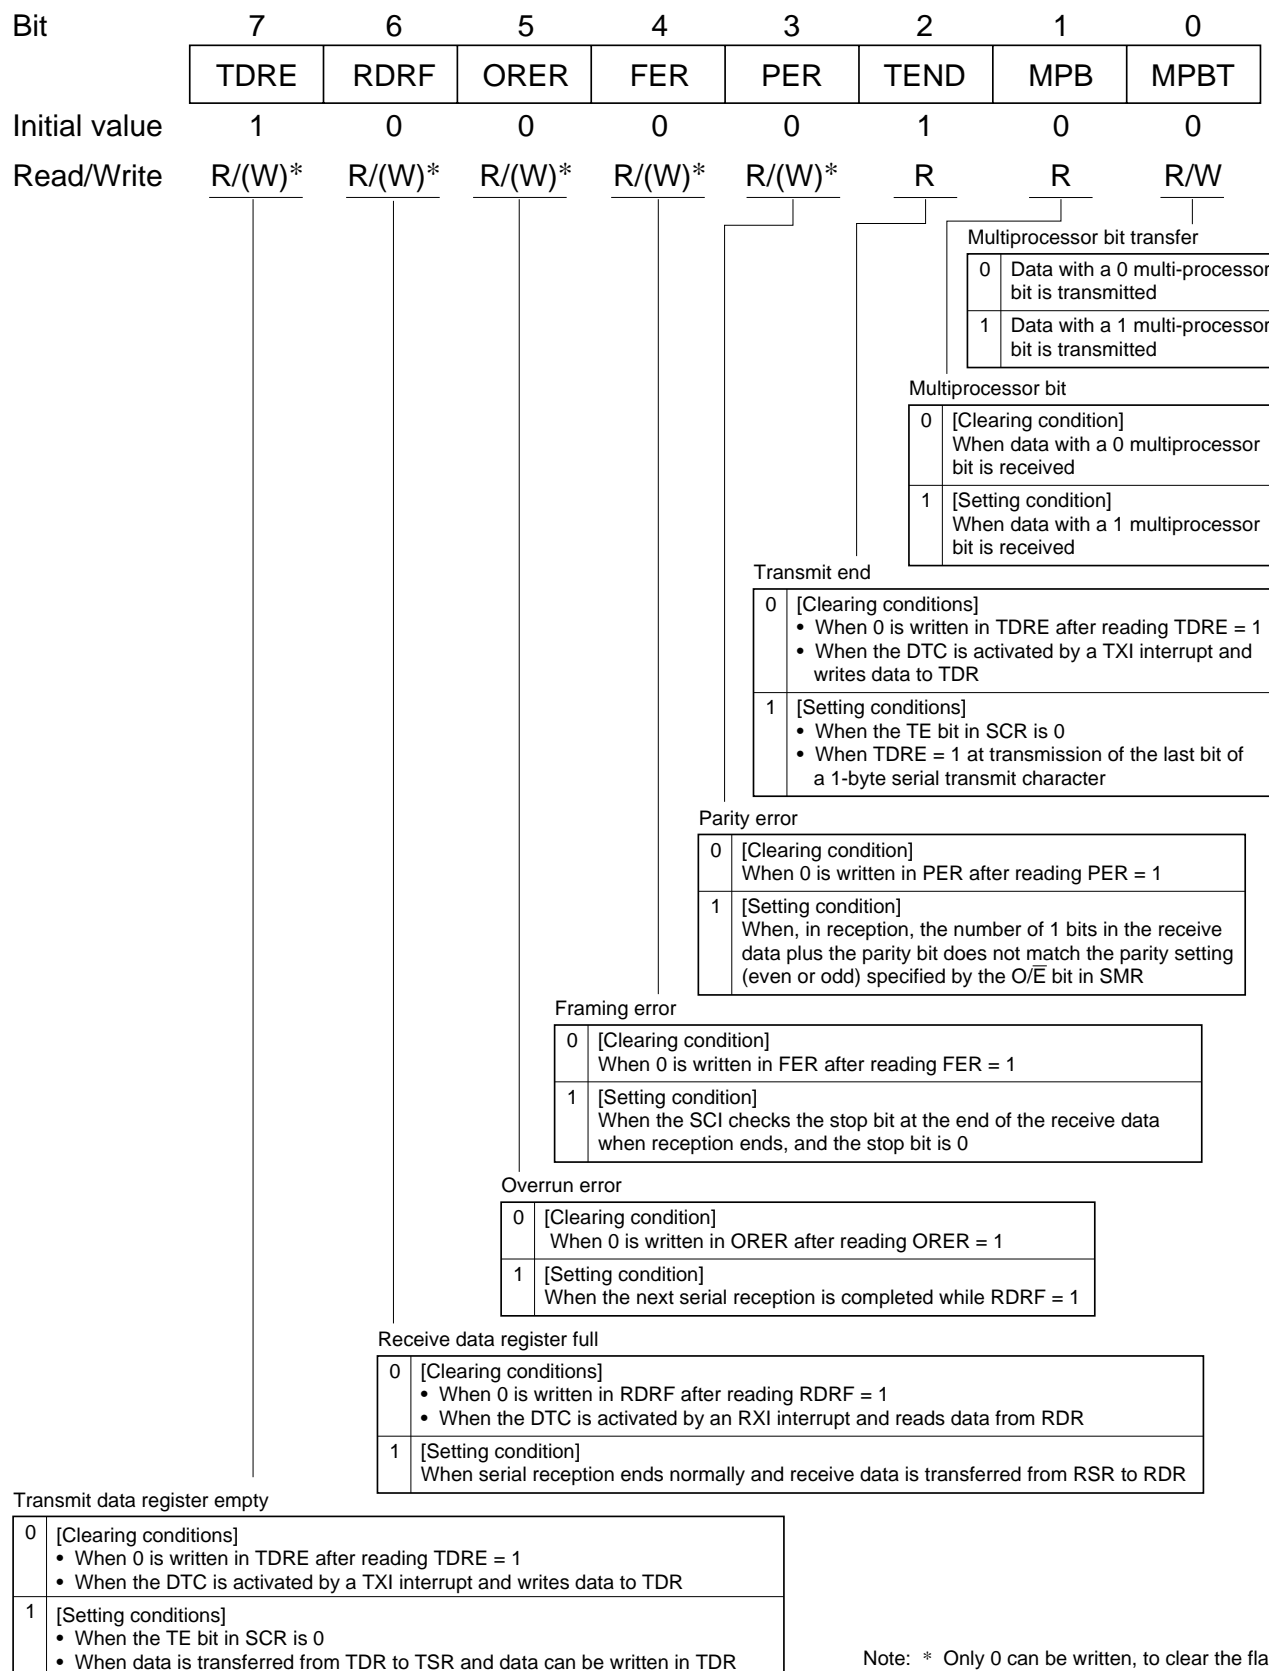 Bit 7 6 5 4 3 2 1 0
TDRE RDRF ORER FER PER TEND MPB MPBT
Initial value 1 0 0 0 0 1 0 0
Read/Write R/(W)* R/(W)* R/(W)* R/(W)* R/(W)* R R R/W
Multiprocessor bit transfer
0 Data with a 0 multi-processor
bit is transmitted
1 Data with a 1 multi-processor
bit is transmitted
Multiprocessor bit
0 [Clearing condition]
When data with a 0 multiprocessor
bit is received
1 [Setting condition]
When data with a 1 multiprocessor
bit is received
Transmit end
0 [Clearing conditions]
• When 0 is written in TDRE after reading TDRE = 1
• When the DTC is activated by a TXI interrupt and
writes data to TDR
1 [Setting conditions]
• When the TE bit in SCR is 0
• When TDRE = 1 at transmission of the last bit of
a 1-byte serial transmit character
Parity error
0 [Clearing condition]
When 0 is written in PER after reading PER = 1
1 [Setting condition]
When, in reception, the number of 1 bits in the receive
data plus the parity bit does not match the parity setting
(even or odd) specified by the O/E̅ bit in SMR
Framing error
0 [Clearing condition]
When 0 is written in FER after reading FER = 1
1 [Setting condition]
When the SCI checks the stop bit at the end of the receive data
when reception ends, and the stop bit is 0
Overrun error
0 [Clearing condition]
When 0 is written in ORER after reading ORER = 1
1 [Setting condition]
When the next serial reception is completed while RDRF = 1
Receive data register full
0 [Clearing conditions]
• When 0 is written in RDRF after reading RDRF = 1
• When the DTC is activated by an RXI interrupt and reads data from RDR
1 [Setting condition]
When serial reception ends normally and receive data is transferred from RSR to RDR
Transmit data register empty
0 [Clearing conditions]
• When 0 is written in TDRE after reading TDRE = 1
• When the DTC is activated by a TXI interrupt and writes data to TDR
1 [Setting conditions]
• When the TE bit in SCR is 0
• When data is transferred from TDR to TSR and data can be written in TDR
Note: * Only 0 can be written, to clear the fla